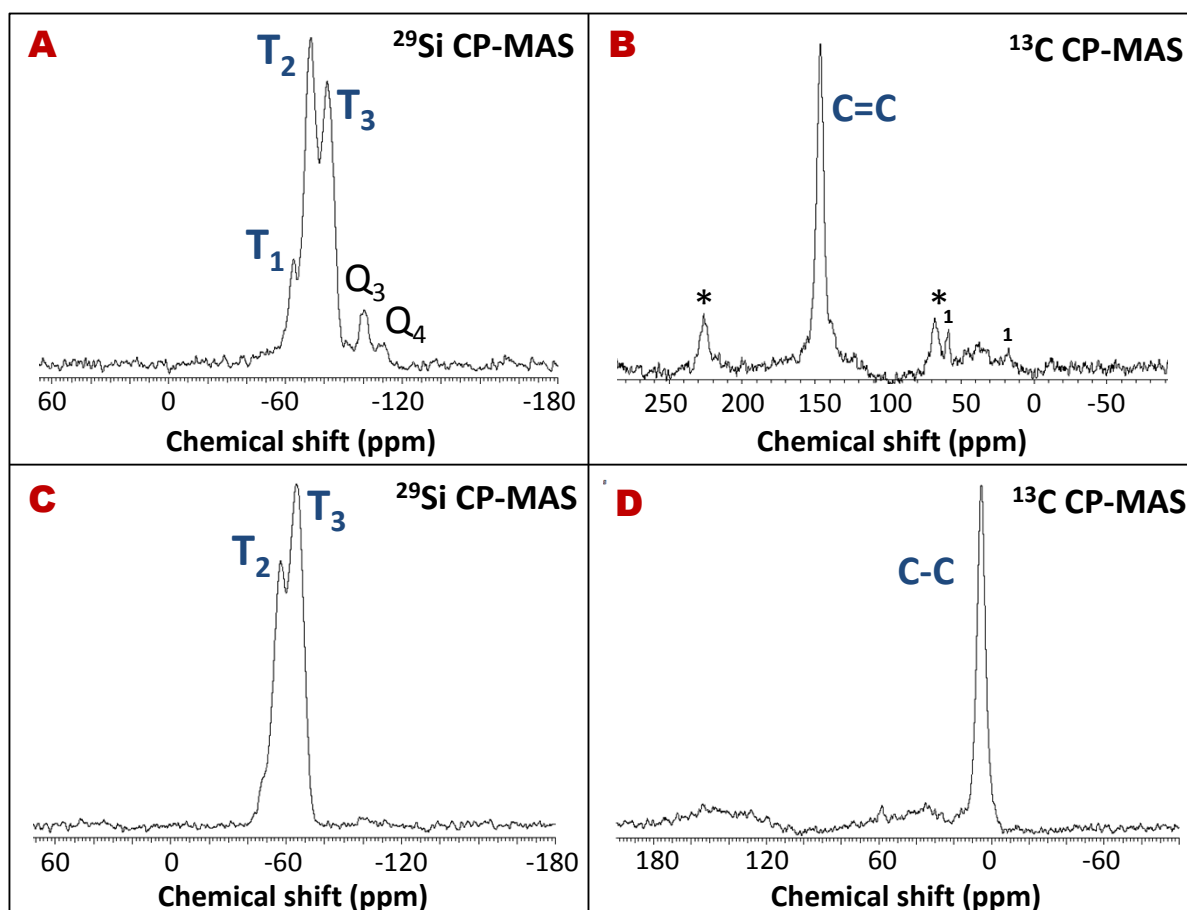 A
²⁹Si CP-MAS
T₂
T₃
T₁
Q₃
Q₄
60 0 -60 -120 -180
Chemical shift (ppm)
B
¹³C CP-MAS
C=C
* * 1 1
250 200 150 100 50 0 -50
Chemical shift (ppm)
C
²⁹Si CP-MAS
T₃
T₂
60 0 -60 -120 -180
Chemical shift (ppm)
D
¹³C CP-MAS
C-C
180 120 60 0 -60
Chemical shift (ppm)